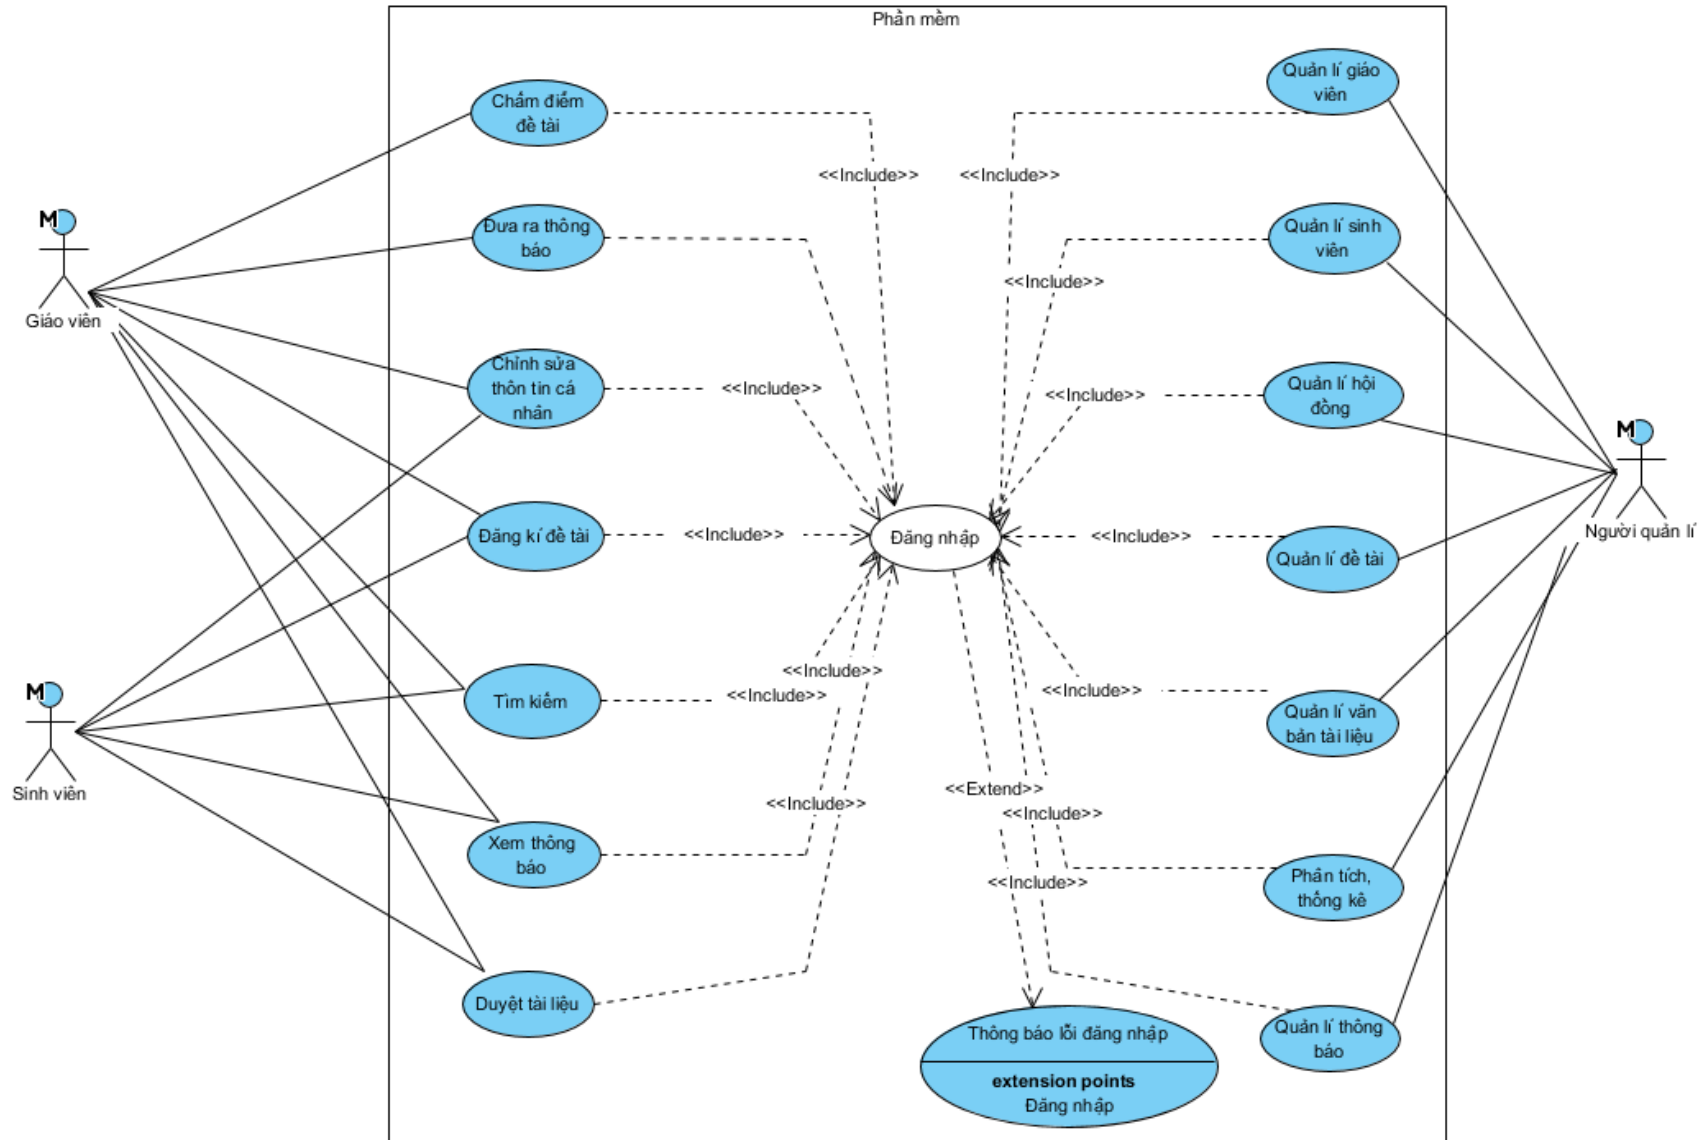 Phần mềm
Chấm điểm
đề tài
Quản lí giáo
viên
<<Include>>
<<Include>>
M
Giáo viên
Đưa ra thông
báo
Quản lí sinh
viên
<<Include>>
Chỉnh sửa
thôn tin cá
nhân
<<Include>>
<<Include>>
Quản lí hội
đồng
M
Người quản lí
Đăng kí đề tài
<<Include>>
Đăng nhập
<<Include>>
Quản lí đề tài
M
Sinh viên
Tìm kiếm
<<Include>>
<<Include>>
<<Include>>
Quản lí văn
bản tài liệu
Xem thông
báo
<<Include>>
<<Extend>>
<<Include>>
<<Include>>
Phân tích,
thống kê
Duyệt tài liệu
Thông báo lỗi đăng nhập
extension points
Đăng nhập
Quản lí thông
báo